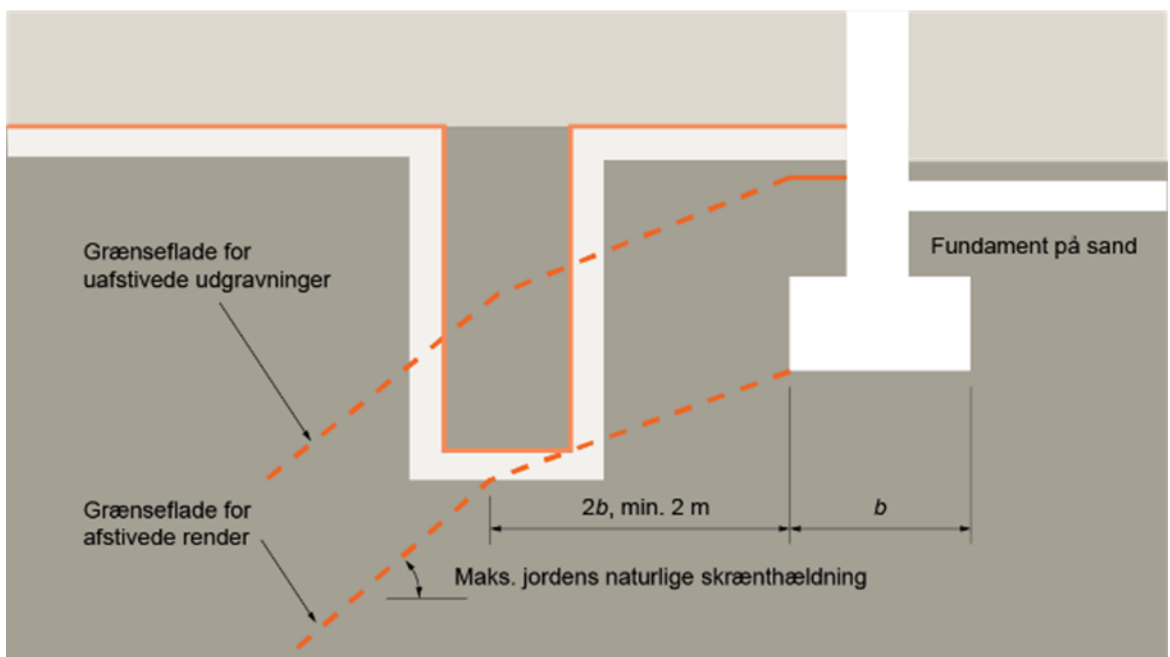 Grænseflade for
uafstivede udgravninger
Fundament på sand
Grænseflade for
afstivede render
2b, min. 2 m
b
Maks. jordens naturlige skrænthældning